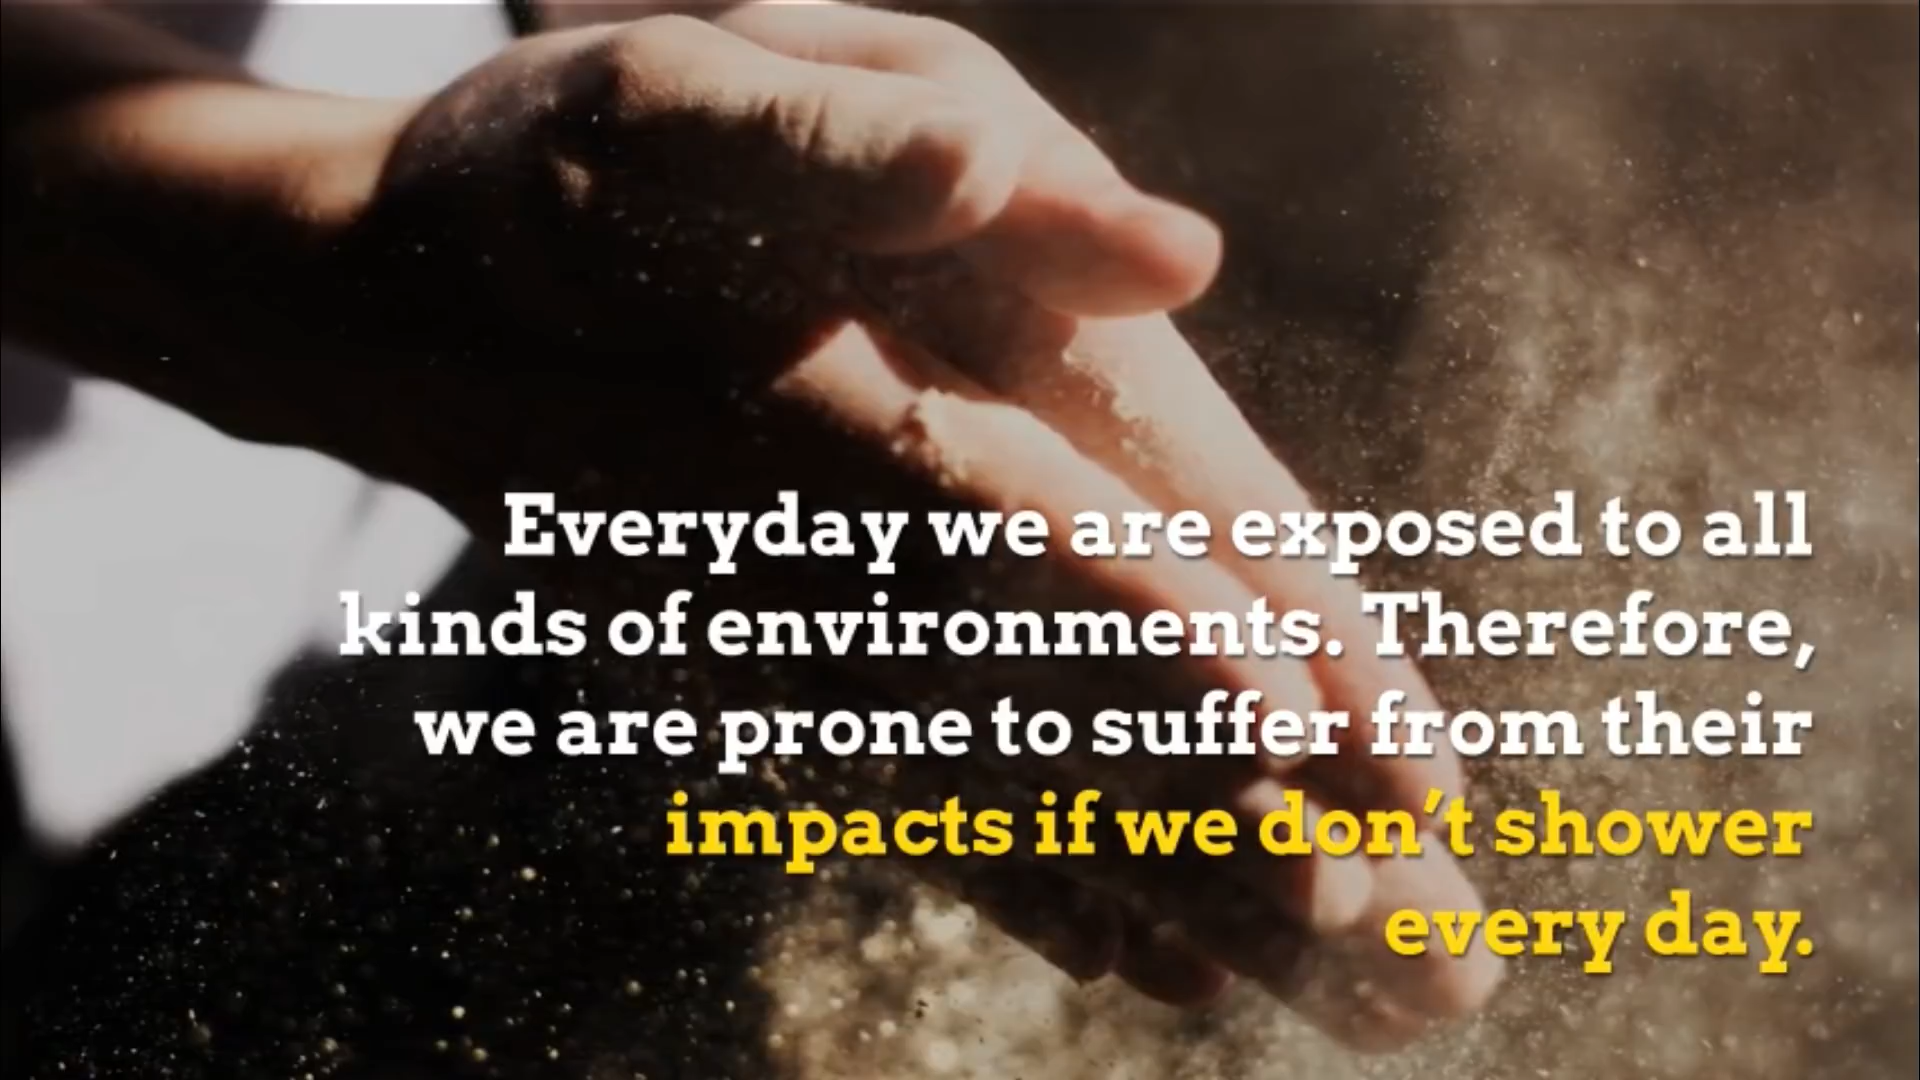 Everyday we are exposed to all
kinds of environments. Therefore,
we are prone to suffer from their
impacts if we don’t shower
every day.